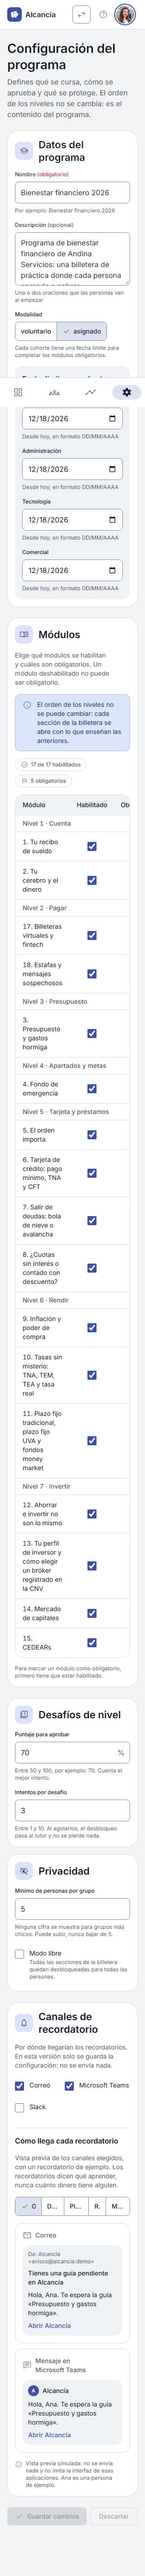 Alcancía
Configuración del
programa
Defines qué se cursa, cómo se
aprueba y qué se protege. El orden
de los niveles no se cambia: es el
contenido del programa.
Datos del
programa
Nombre (obligatorio)
Bienestar financiero 2026
Por ejemplo: Bienestar financiero 2026
Descripción (opcional)
Programa de bienestar
financiero de Andina
Servicios: una billetera de
práctica donde cada persona
Una o dos oraciones que las personas ven
al empezar
Modalidad
voluntario
asignado
Cada cohorte tiene una fecha límite para
completar los módulos obligatorios.
12/18/2026
Desde hoy, en formato DD/MM/AAAA
Administración
12/18/2026
Desde hoy, en formato DD/MM/AAAA
Tecnología
12/18/2026
Desde hoy, en formato DD/MM/AAAA
Comercial
12/18/2026
Desde hoy, en formato DD/MM/AAAA
Módulos
Elige qué módulos se habilitan
y cuáles son obligatorios. Un
módulo deshabilitado no puede
ser obligatorio.
El orden de los niveles no
se puede cambiar: cada
sección de la billetera se
abre con lo que enseñan las
anteriores.
17 de 17 habilitados
5 obligatorios
Módulo Habilitado Ob
Nivel 1 · Cuenta
1. Tu recibo
de sueldo
2. Tu
cerebro y el
dinero
Nivel 2 · Pagar
17. Billeteras
virtuales y
fintech
18. Estafas y
mensajes
sospechosos
Nivel 3 · Presupuesto
3.
Presupuesto
y gastos
hormiga
Nivel 4 · Apartados y metas
4. Fondo de
emergencia
Nivel 5 · Tarjeta y préstamos
5. El orden
importa
6. Tarjeta de
crédito: pago
mínimo, TNA
y CFT
7. Salir de
deudas: bola
de nieve o
avalancha
8. ¿Cuotas
sin interés o
contado con
descuento?
Nivel 6 · Rendir
9. Inflación y
poder de
compra
10. Tasas sin
misterio:
TNA, TEM,
TEA y tasa
real
11. Plazo fijo
tradicional,
plazo fijo
UVA y
fondos
money
market
Nivel 7 · Invertir
12. Ahorrar
e invertir no
son lo mismo
13. Tu perfil
de inversor y
cómo elegir
un bróker
registrado en
la CNV
14. Mercado
de capitales
15.
CEDEARs
Para marcar un módulo como obligatorio,
primero tiene que estar habilitado.
Desafíos de nivel
Puntaje para aprobar
70 %
Entre 50 y 100, por ejemplo: 70. Cuenta el
mejor intento.
Intentos por desafío
3
Entre 1 y 10. Al agotarlos, el desbloqueo
pasa al tutor y no se pierde nada.
Privacidad
Mínimo de personas por grupo
5
Ninguna cifra se muestra para grupos más
chicos. Puede subir, nunca bajar de 5.
Modo libre
Todas las secciones de la billetera
quedan desbloqueadas para todas las
personas.
Canales de
recordatorio
Por dónde llegarían los recordatorios.
En esta versión solo se guarda la
configuración: no se envía nada.
Correo
Microsoft Teams
Slack
Cómo llega cada recordatorio
Vista previa de los canales elegidos,
con un recordatorio de ejemplo. Los
recordatorios dicen qué aprender,
nunca cuánto dinero tiene alguien.
G D… Pl… R. M…
Correo
De: Alcancía
<avisos@alcancia.demo>
Tienes una guía pendiente
en Alcancía
Hola, Ana. Te espera la guía
«Presupuesto y gastos
hormiga».
Abrir Alcancía
Mensaje en
Microsoft Teams
A Alcancía
Hola, Ana. Te espera la guía
«Presupuesto y gastos
hormiga».
Abrir Alcancía
Vista previa simulada: no se envía
nada y no imita la interfaz de esas
aplicaciones. Ana es una persona
de ejemplo.
Guardar cambios
Descartar